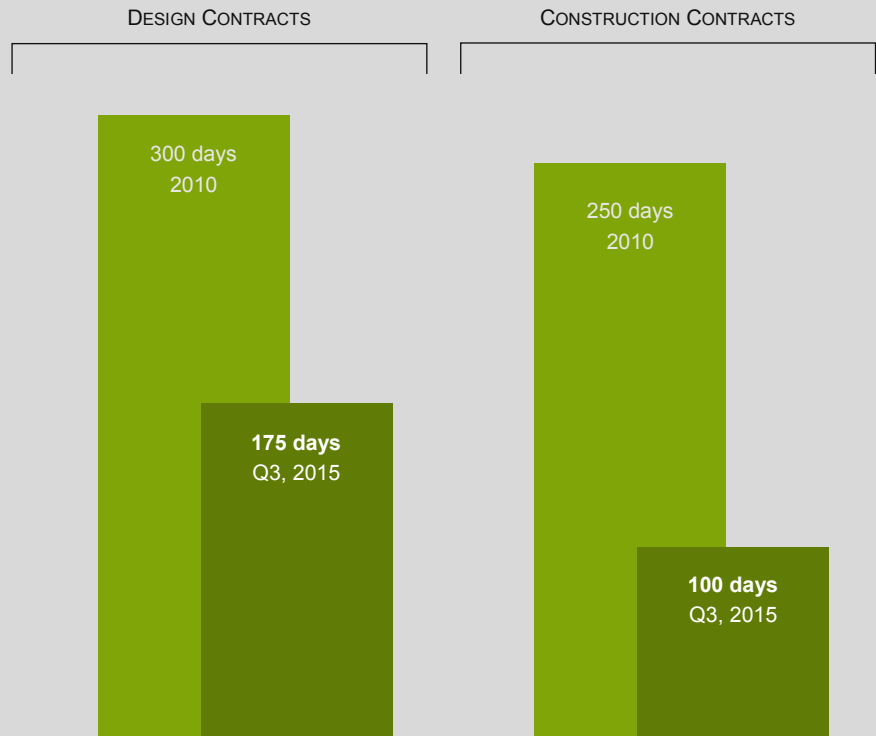 DESIGN CONTRACTS
300 days
2010
175 days
Q3, 2015
CONSTRUCTION CONTRACTS
250 days
2010
100 days
Q3, 2015